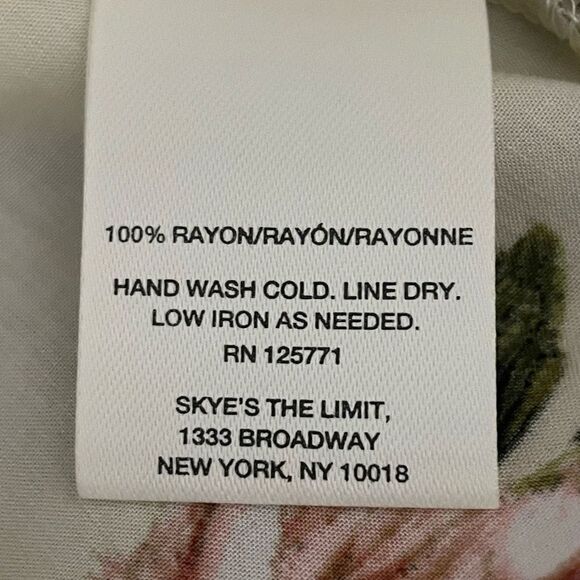 100% RAYON/RAYÓN/RAYONNE
HAND WASH COLD. LINE DRY.
LOW IRON AS NEEDED.
RN 125771
SKYE'S THE LIMIT,
1333 BROADWAY
NEW YORK, NY 10018